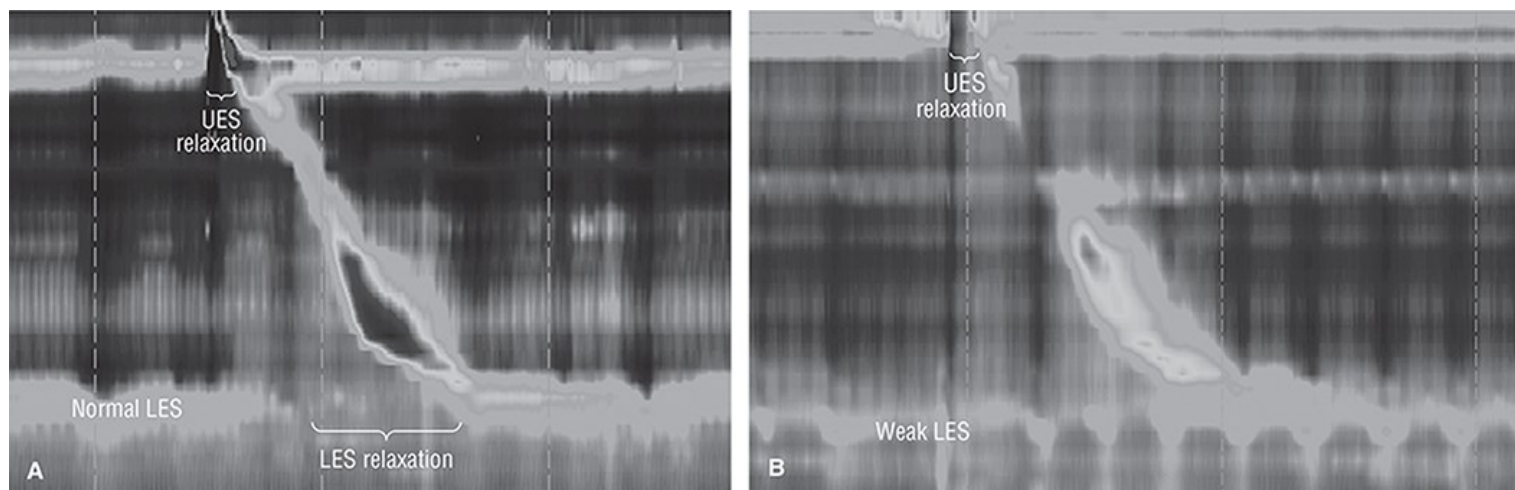 UES
relaxation
Normal LES
LES relaxation
A
UES
relaxation
Weak LES
B